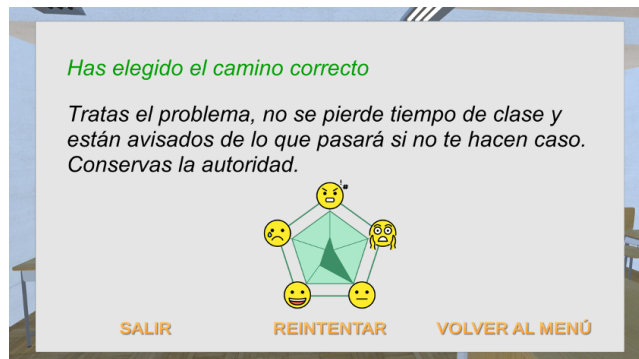 Has elegido el camino correcto
Tratas el problema, no se pierde tiempo de clase y
están avisados de lo que pasará si no te hacen caso.
Conservas la autoridad.
SALIR
REINTENTAR
VOLVER AL MENÚ